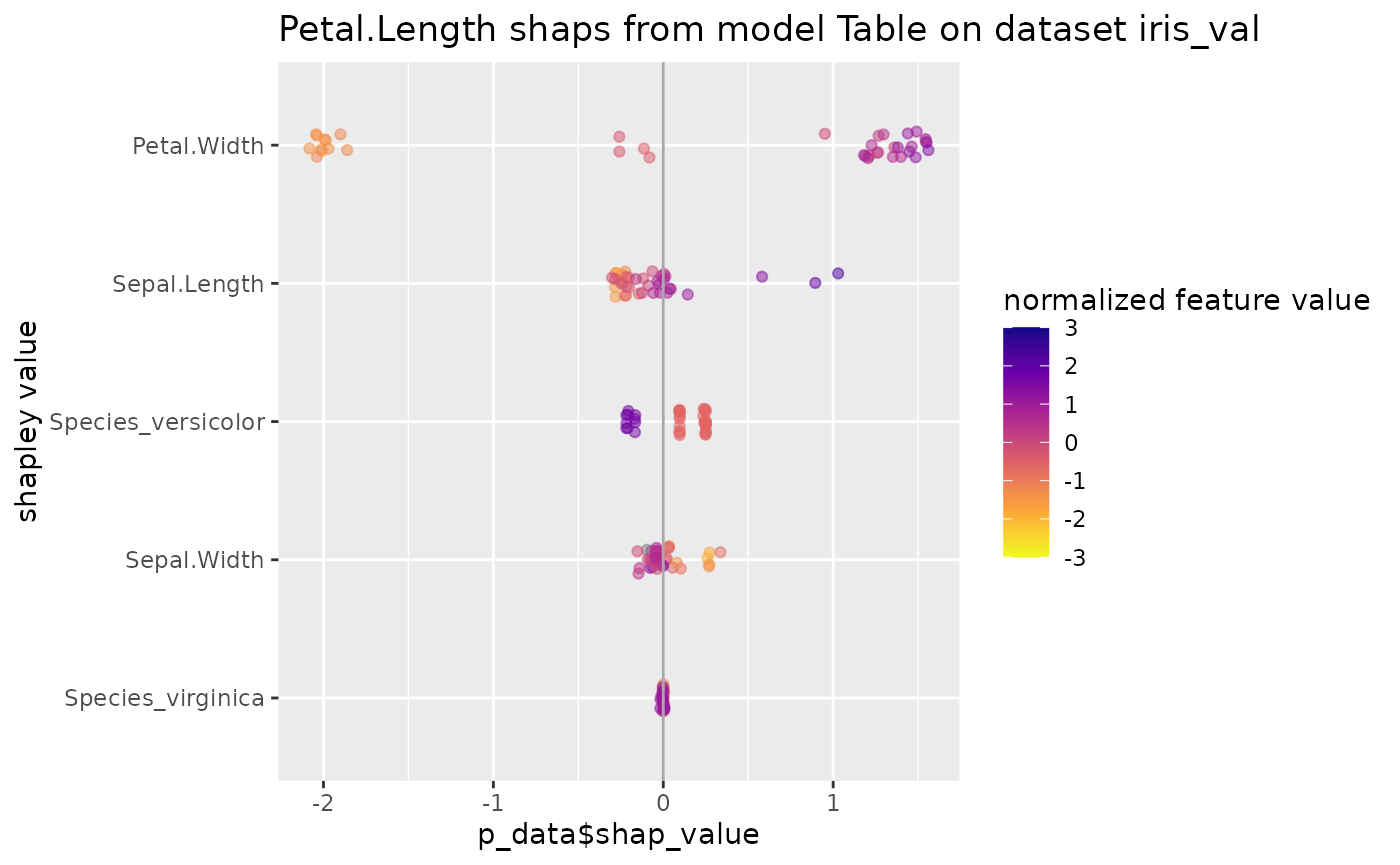 Petal.Length shaps from model Table on dataset iris_val
shapley value
Petal.Width
Sepal.Length
Species_versicolor
Sepal.Width
Species_virginica
-2
-1
0
1
p_data$shap_value
normalized feature value
3
2
1
0
-1
-2
-3